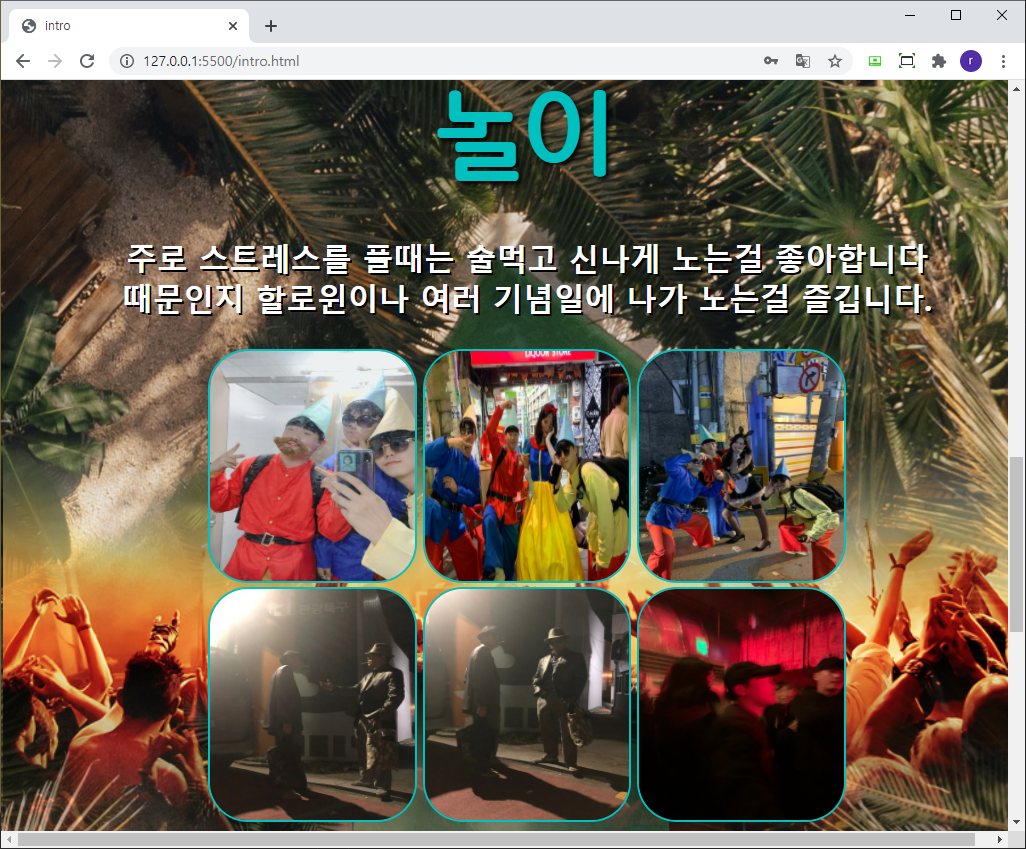 intro
127.0.0.1:5500/intro.html
r
놀이
주로 스트레스를 플때는 술먹고 신나게 노는걸 좋아합니다
때문인지 할로윈이나 여러 기념일에 나가 노는걸 즐깁니다.
LIQUOR STORE